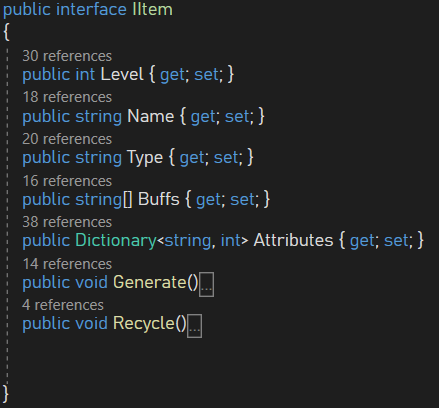 public interface IItem
{
30 references
public int Level { get; set; }
18 references
public string Name { get; set; }
20 references
public string Type { get; set; }
16 references
public string[] Buffs { get; set; }
38 references
public Dictionary<string, int> Attributes { get; set; }
14 references
public void Generate()...
4 references
public void Recycle()...
}